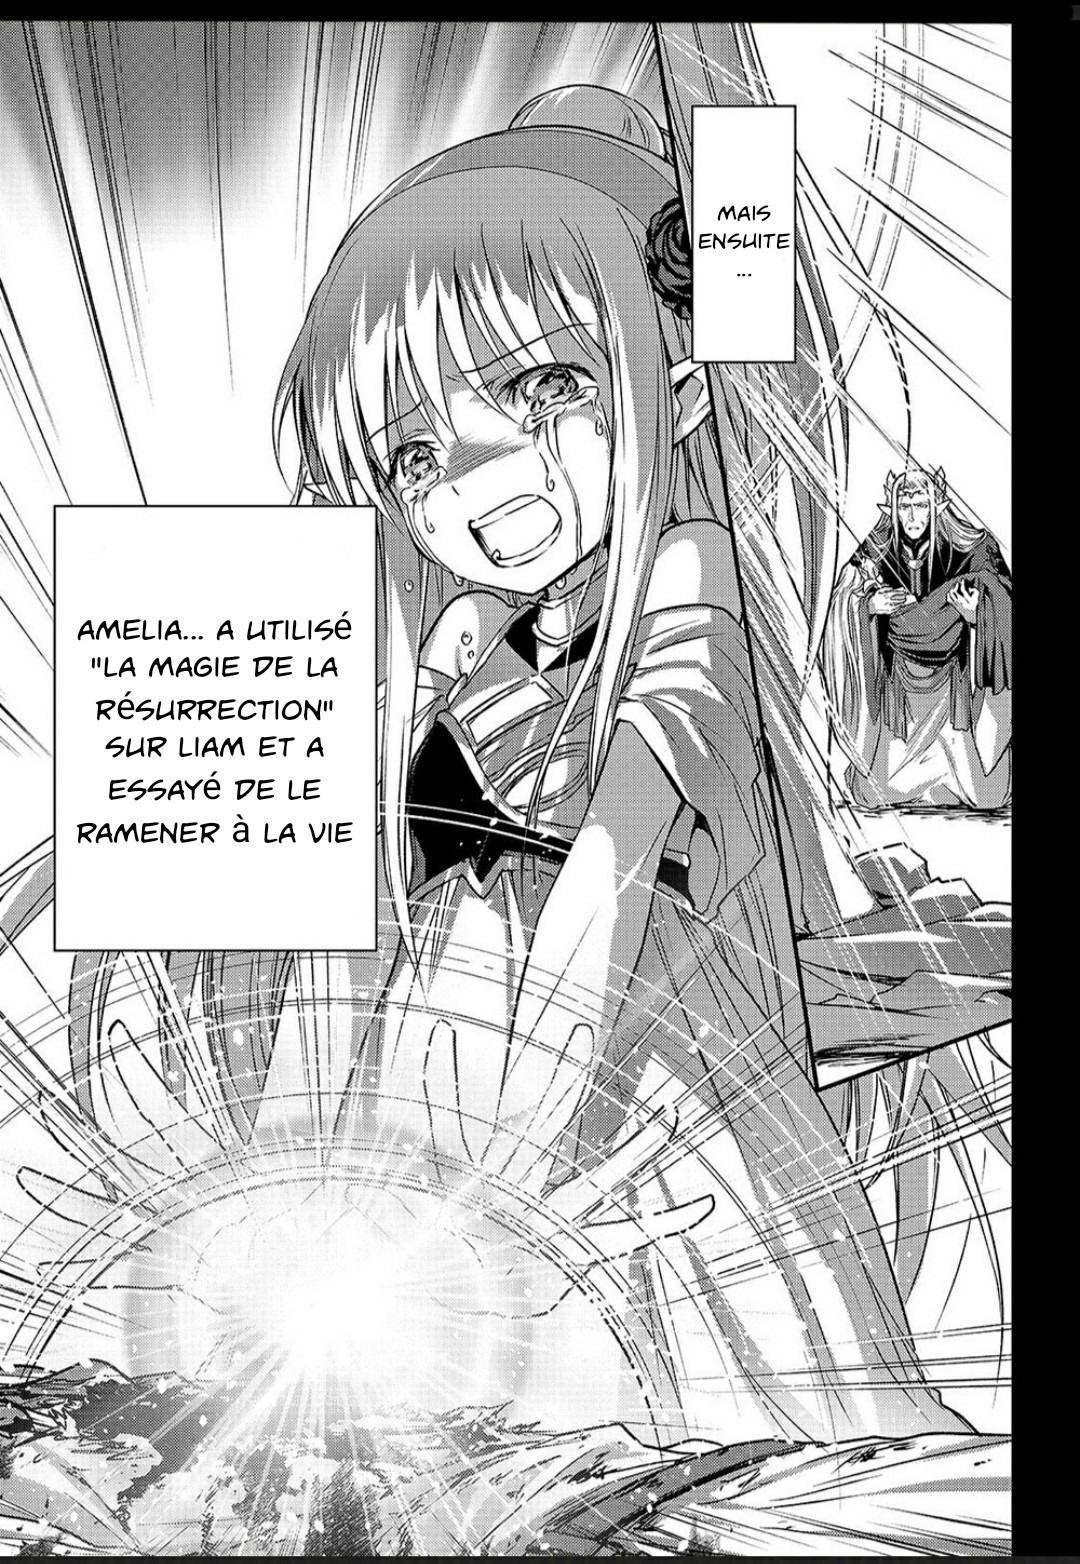 MAIS
ENSUITE
...
AMELIA... A UTILISÉ
"LA MAGIE DE LA
RÉSURRECTION"
SUR LIAM ET A
ESSAYÉ DE LE
RAMENER À LA VIE